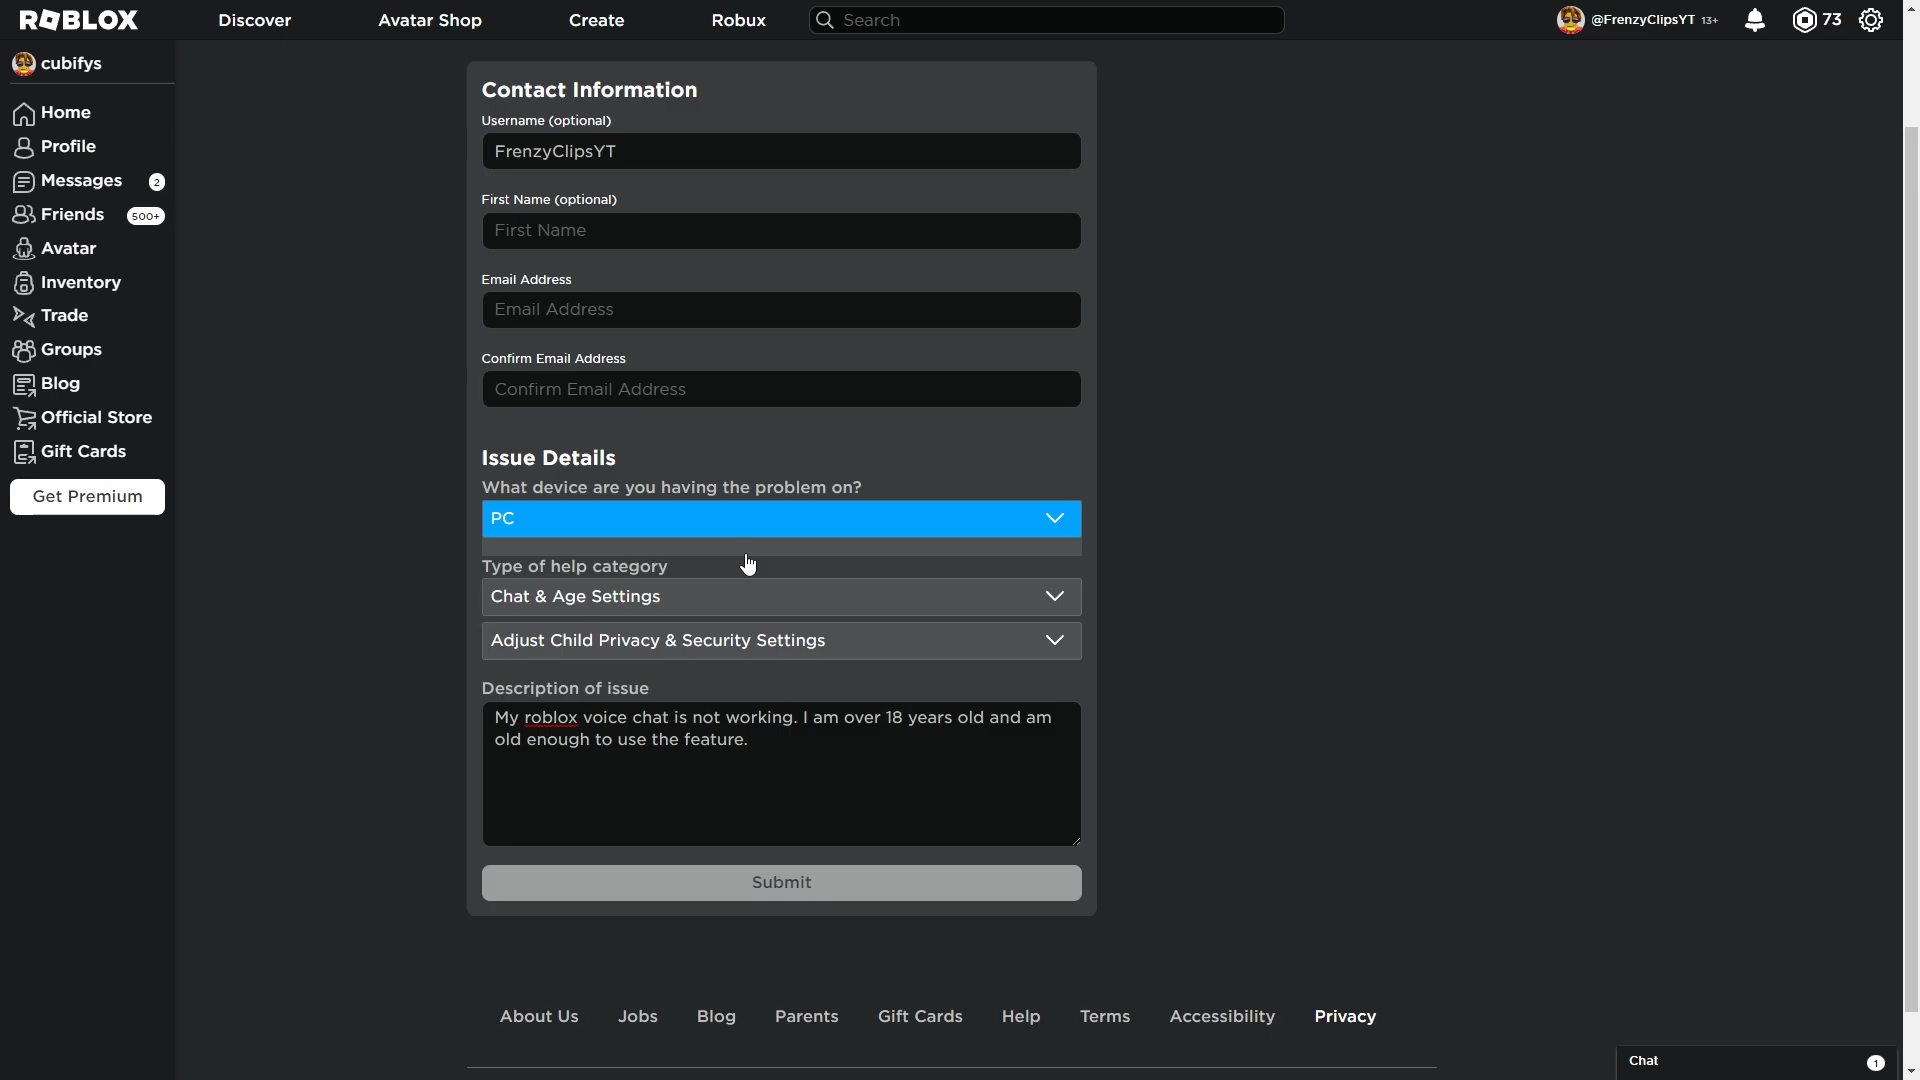 ROBLOX
Discover
Avatar Shop
Create
Robux
Search
@FrenzyClipsYT 13+
73
cubifys
Home
Profile
Messages 2
Friends 500+
Avatar
Inventory
Trade
Groups
Blog
Official Store
Gift Cards
Get Premium
Contact Information
Username (optional)
FrenzyClipsYT
First Name (optional)
First Name
Email Address
Email Address
Confirm Email Address
Confirm Email Address
Issue Details
What device are you having the problem on?
PC
Type of help category
Chat & Age Settings
Adjust Child Privacy & Security Settings
Description of issue
My roblox voice chat is not working. I am over 18 years old and am
old enough to use the feature.
Submit
About Us
Jobs
Blog
Parents
Gift Cards
Help
Terms
Accessibility
Privacy
Chat 1